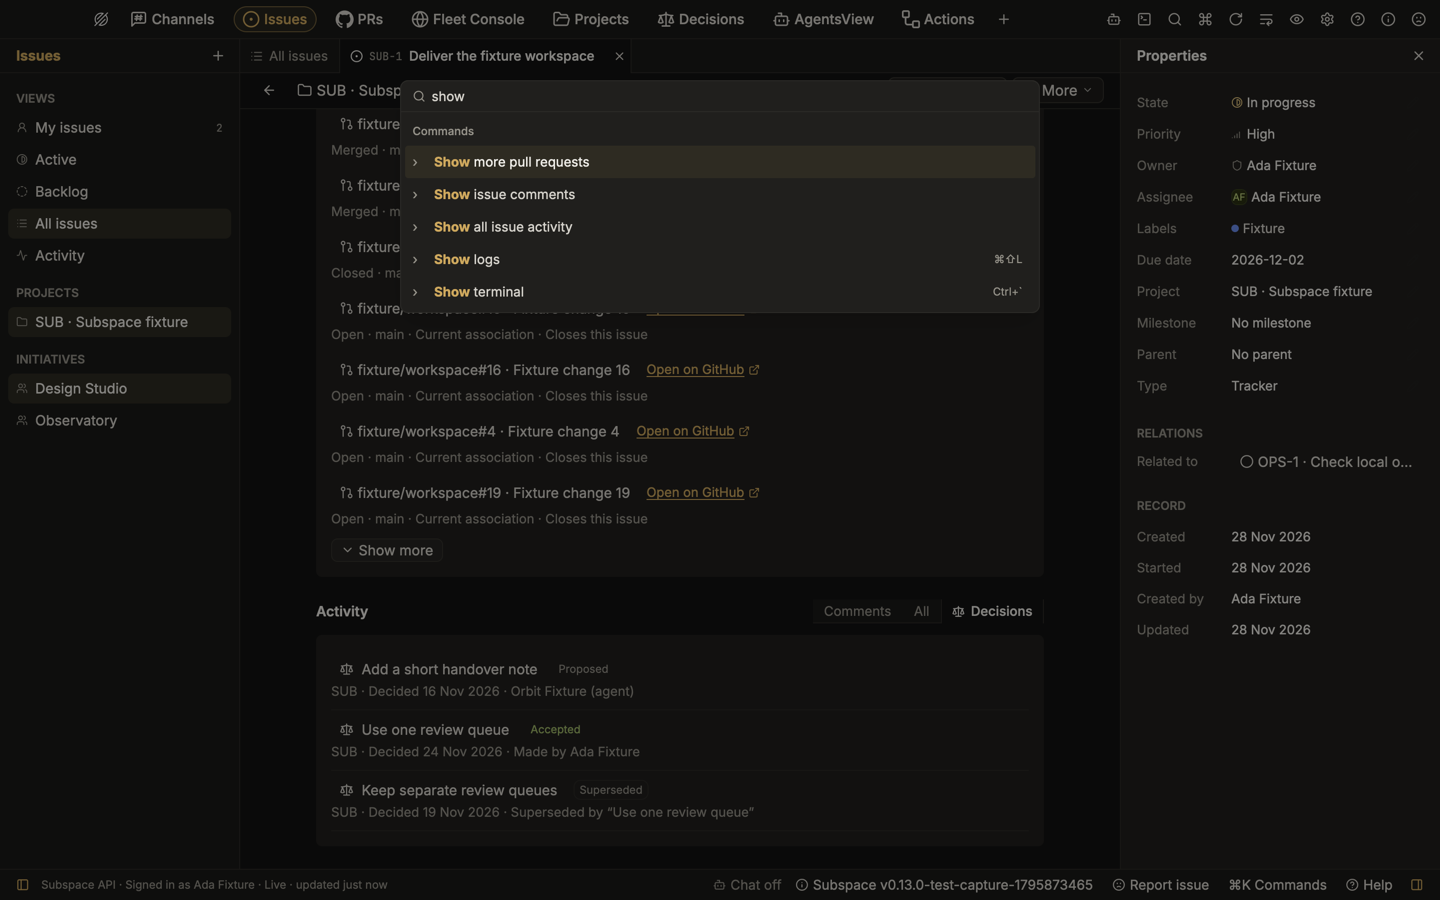 Channels
Issues
PRs
Fleet Console
Projects
Decisions
AgentsView
Actions
Issues
VIEWS
My issues 2
Active
Backlog
All issues
Activity
PROJECTS
SUB · Subspace fixture
INITIATIVES
Design Studio
Observatory
All issues
SUB-1 Deliver the fixture workspace
SUB · Subsp
More
show
Commands
Show more pull requests
Show issue comments
Show all issue activity
Show logs ⌘⇧L
Show terminal Ctrl+`
fixture
Merged · m
fixture
Merged · m
fixture
Closed · ma
Open · main · Current association · Closes this issue
fixture/workspace#16 · Fixture change 16 Open on GitHub
Open · main · Current association · Closes this issue
fixture/workspace#4 · Fixture change 4 Open on GitHub
Open · main · Current association · Closes this issue
fixture/workspace#19 · Fixture change 19 Open on GitHub
Open · main · Current association · Closes this issue
Show more
Activity
Comments All Decisions
Add a short handover note Proposed
SUB · Decided 16 Nov 2026 · Orbit Fixture (agent)
Use one review queue Accepted
SUB · Decided 24 Nov 2026 · Made by Ada Fixture
Keep separate review queues Superseded
SUB · Decided 19 Nov 2026 · Superseded by “Use one review queue”
Properties
State In progress
Priority High
Owner Ada Fixture
Assignee AF Ada Fixture
Labels Fixture
Due date 2026-12-02
Project SUB · Subspace fixture
Milestone No milestone
Parent No parent
Type Tracker
RELATIONS
Related to OPS-1 · Check local o...
RECORD
Created 28 Nov 2026
Started 28 Nov 2026
Created by Ada Fixture
Updated 28 Nov 2026
Subspace API · Signed in as Ada Fixture · Live · updated just now
Chat off
Subspace v0.13.0-test-capture-1795873465
Report issue
⌘K Commands
Help